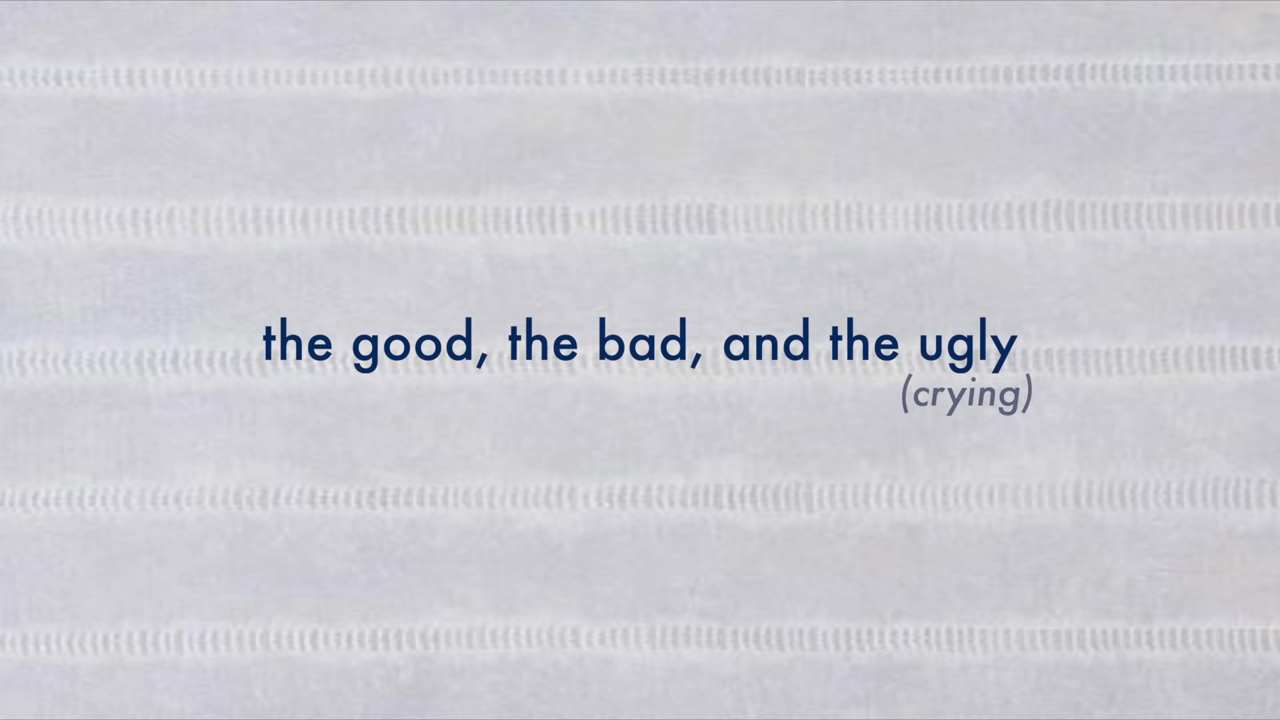 the good, the bad, and the ugly
(crying)